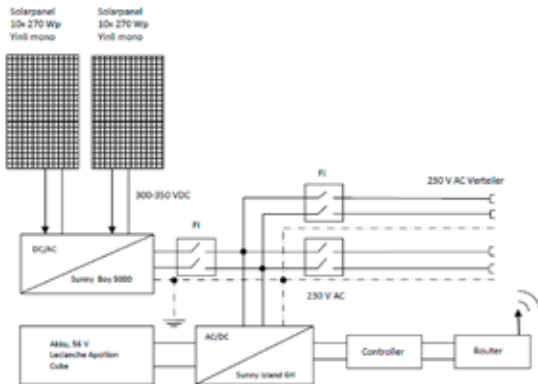 Solarpanel
10x 270 Wp
Yinli mono
Solarpanel
10x 270 Wp
Yinli mono
FI
230 V AC Verteiler
300-350 VDC
FI
DC/AC
Sunny Boy 5000
230 V AC
Akku, 56 V
Leclanche Apollion
Cube
AC/DC
Sunny Island 6H
Controller
Router